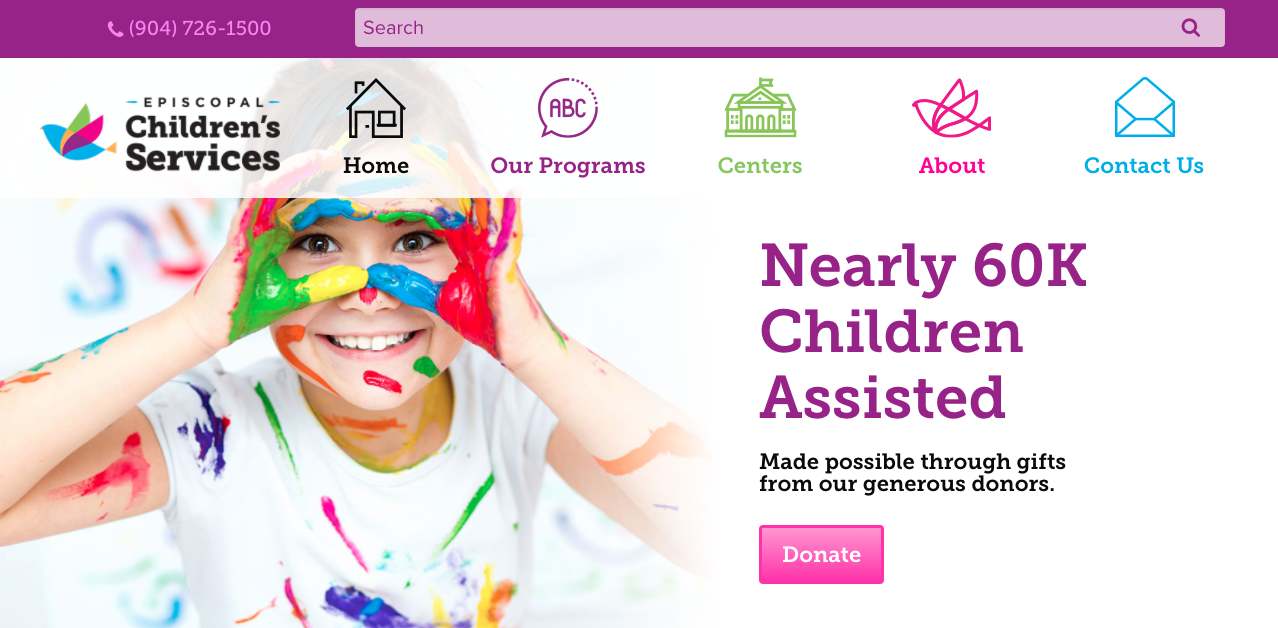 (904) 726-1500
Search
EPISCOPAL
Children's
Services
ABC
Home
Our Programs
Centers
About
Contact Us
Nearly 60K
Children
Assisted
Made possible through gifts
from our generous donors.
Donate